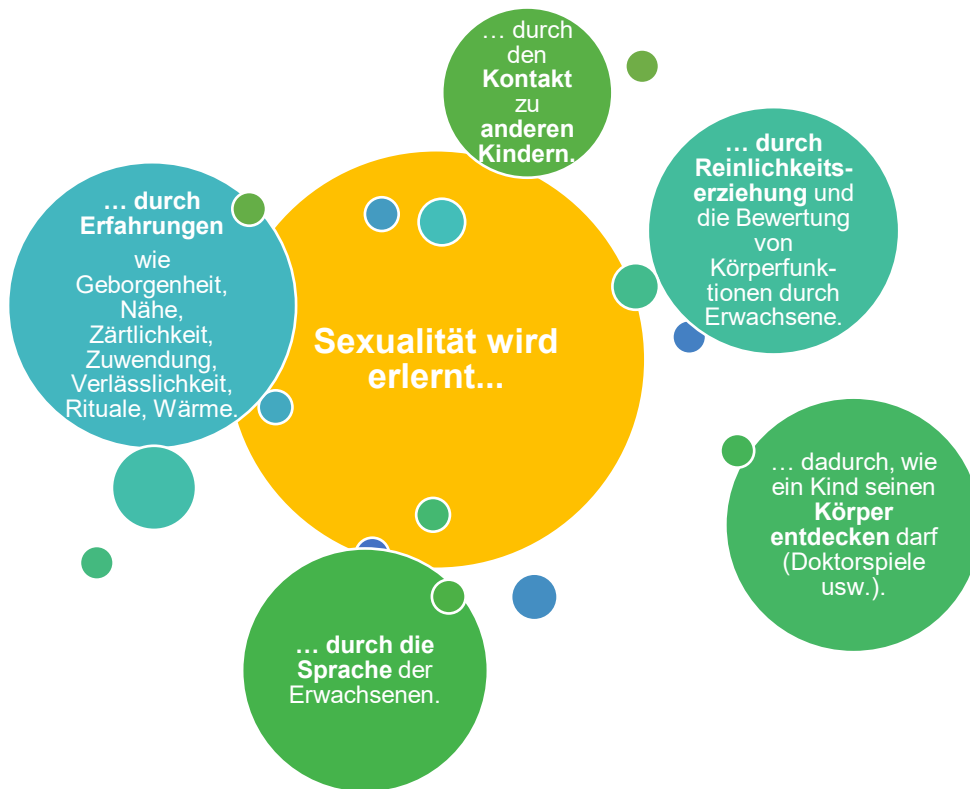 Sexualität wird
erlernt...
… durch
den
Kontakt
zu
anderen
Kindern.
… durch
Reinlichkeits-
erziehung und
die Bewertung
von
Körperfunk-
tionen durch
Erwachsene.
… dadurch, wie
ein Kind seinen
Körper
entdecken darf
(Doktorspiele
usw.).
… durch die
Sprache der
Erwachsenen.
… durch
Erfahrungen
wie
Geborgenheit,
Nähe,
Zärtlichkeit,
Zuwendung,
Verlässlichkeit,
Rituale, Wärme.